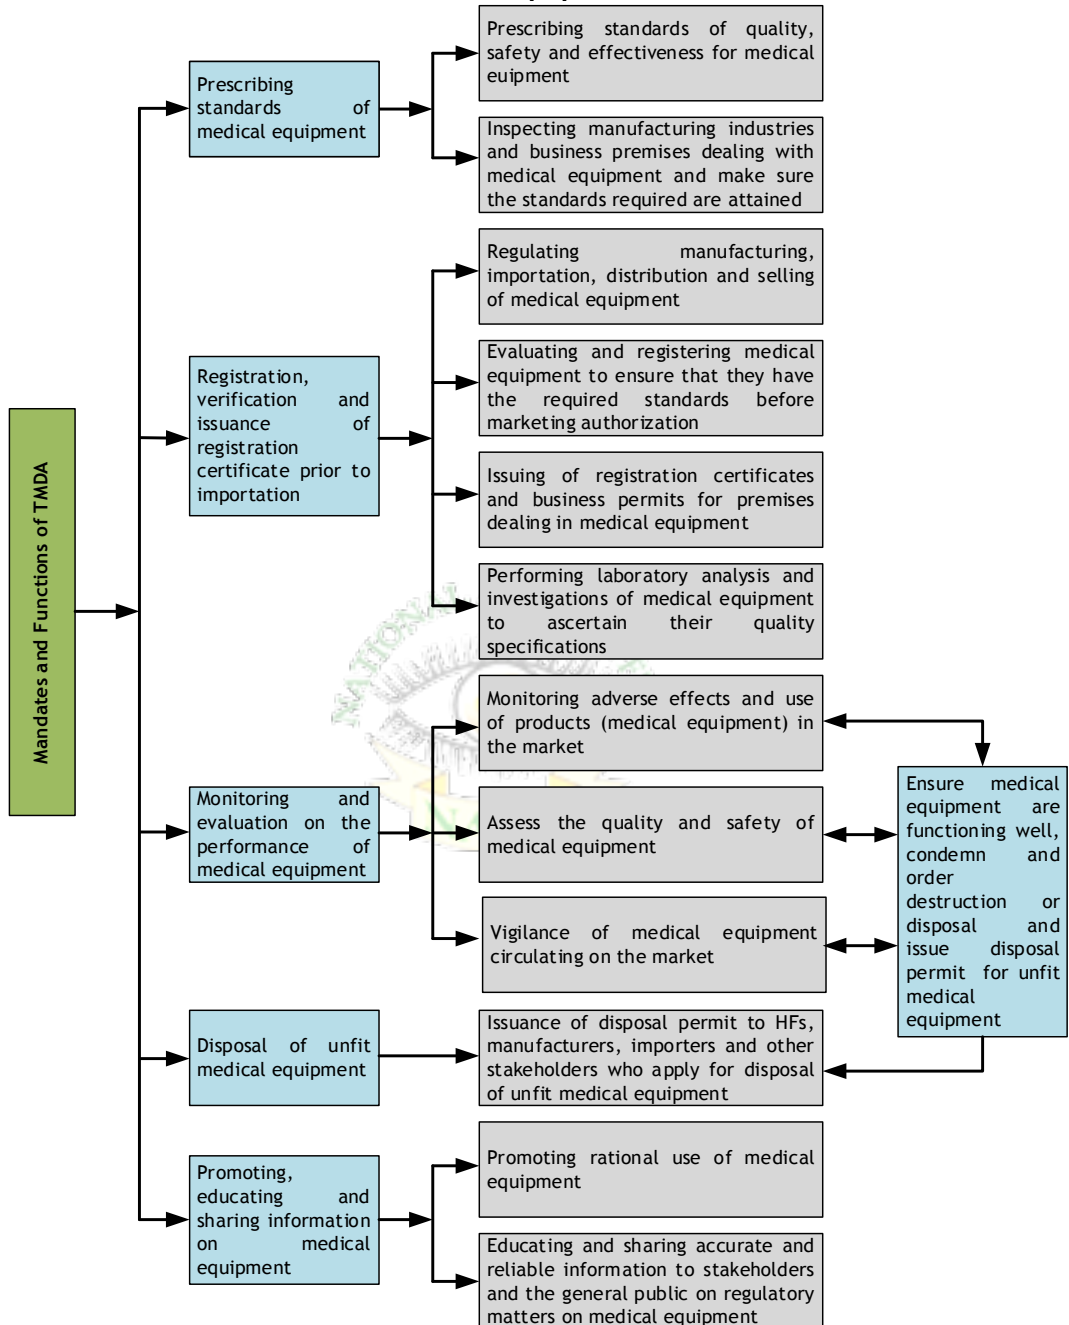 Prescribing standards of quality,
safety and effectiveness for medical
euipment
Prescribing
standards of
medical equipment
Inspecting manufacturing industries
and business premises dealing with
medical equipment and make sure
the standards required are attained
Regulating manufacturing,
importation, distribution and selling
of medical equipment
Evaluating and registering medical
equipment to ensure that they have
the required standards before
marketing authorization
Registration,
verification and
issuance of
registration
certificate prior to
importation
Issuing of registration certificates
and business permits for premises
dealing in medical equipment
Performing laboratory analysis and
investigations of medical equipment
to ascertain their quality
specifications
Mandates and Functions of TMDA
NATIONAL
Monitoring adverse effects and use
of products (medical equipment) in
the market
Monitoring and
evaluation on the
performance of
medical equipment
Assess the quality and safety of
medical equipment
Vigilance of medical equipment
circulating on the market
Ensure medical
equipment are
functioning well,
condemn and
order
destruction or
disposal and
issue disposal
permit for unfit
medical
equipment
Disposal of unfit
medical equipment
Issuance of disposal permit to HFs,
manufacturers, importers and other
stakeholders who apply for disposal
of unfit medical equipment
Promoting,
educating and
sharing information
on medical
equipment
Promoting rational use of medical
equipment
Educating and sharing accurate and
reliable information to stakeholders
and the general public on regulatory
matters on medical equipment